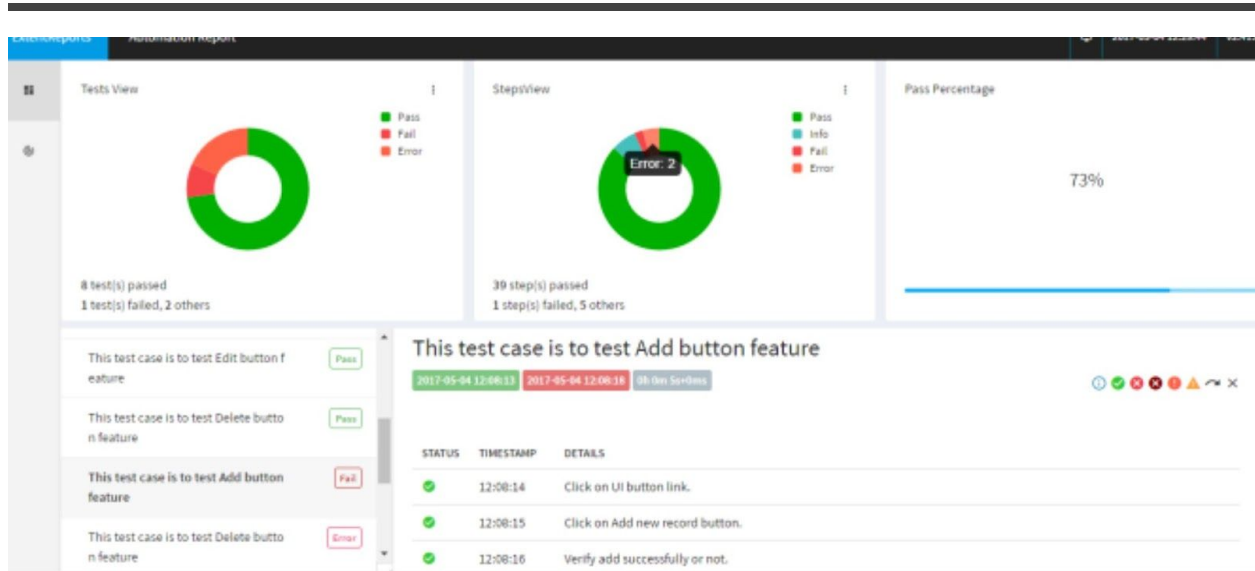 ExtentReports Automation Report
Tests View
Pass
Fail
Error
8 test(s) passed
1 test(s) failed, 2 others
StepsView
Pass
Info
Fail
Error
Error: 2
39 step(s) passed
1 step(s) failed, 5 others
Pass Percentage
73%
This test case is to test Edit button f
eature
Pass
This test case is to test Delete butto
n feature
Pass
This test case is to test Add button
feature
Fail
This test case is to test Delete butto
n feature
Error
This test case is to test Add button feature
2017-05-04 12:08:13 2017-05-04 12:08:18 0h 0m 5s+0ms
STATUS TIMESTAMP DETAILS
12:08:14 Click on UI button link.
12:08:15 Click on Add new record button.
12:08:16 Verify add successfully or not.